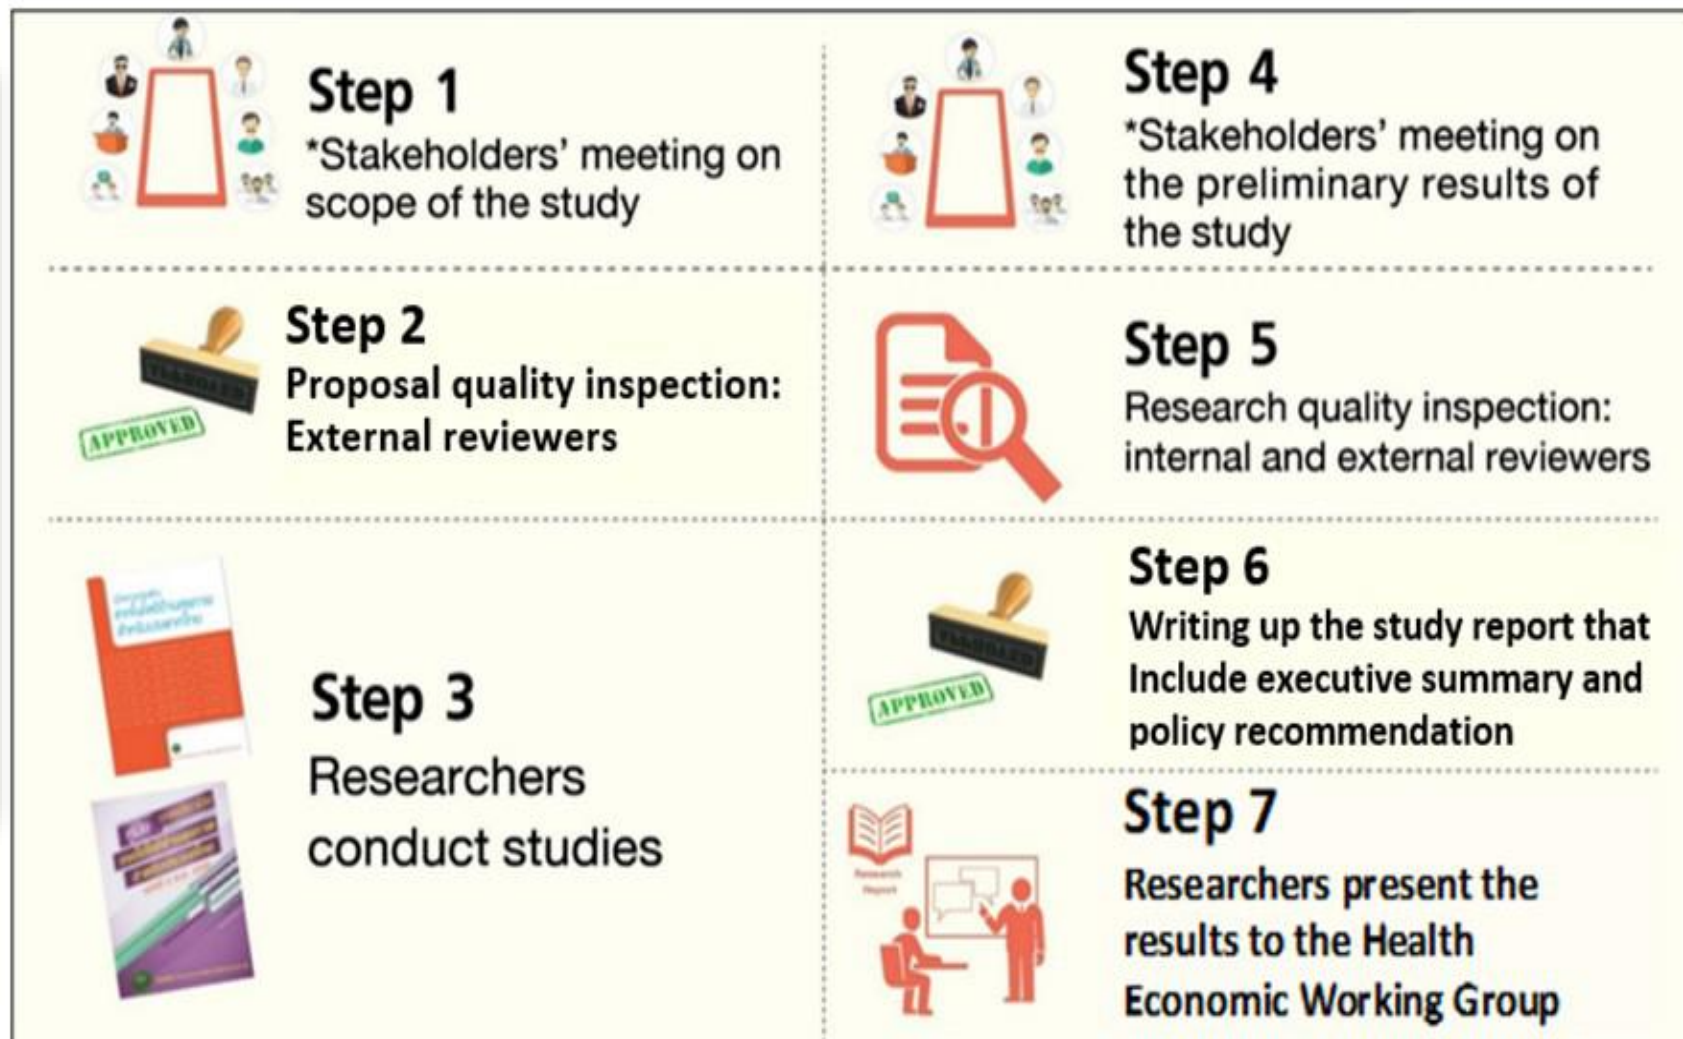 Step 1
*Stakeholders' meeting on
scope of the study
Step 2
Proposal quality inspection:
External reviewers
APPROVED
Step 3
Researchers
conduct studies
Step 4
*Stakeholders' meeting on
the preliminary results of
the study
Step 5
Research quality inspection:
internal and external reviewers
Step 6
Writing up the study report that
Include executive summary and
policy recommendation
APPROVED
Step 7
Researchers present the
results to the Health
Economic Working Group
Research
Report